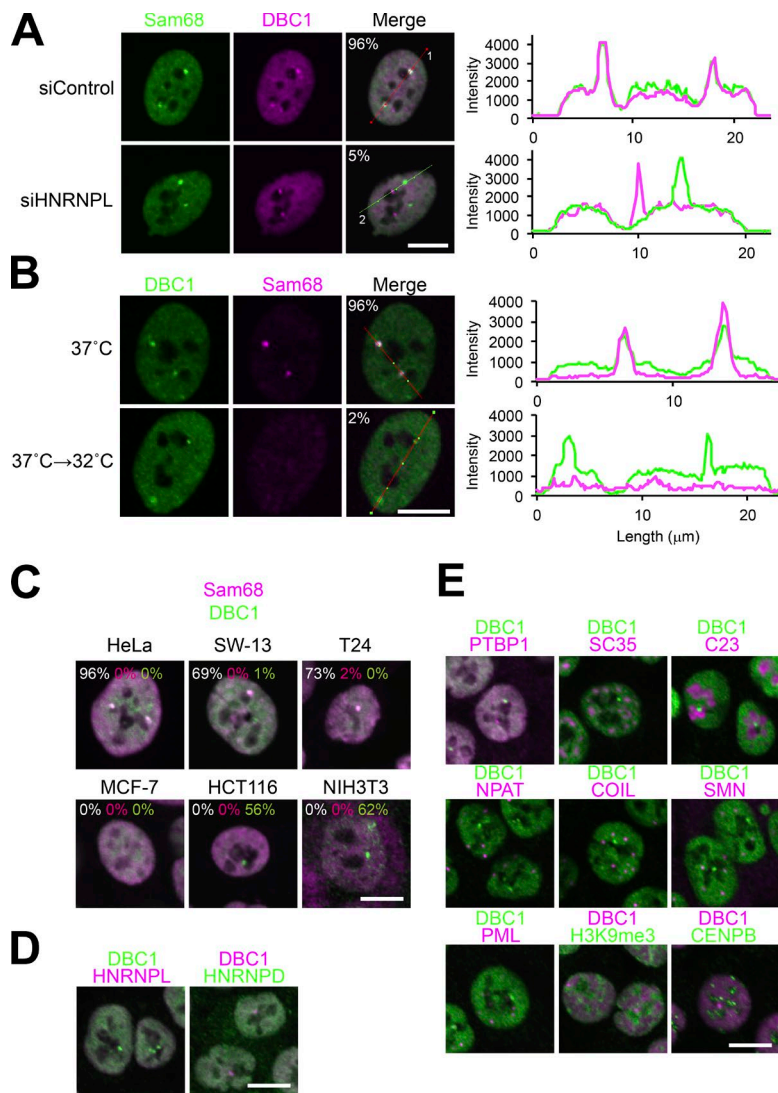 A
Sam68 DBC1 Merge
siControl
96%
1
Intensity
4000
3000
2000
1000
0
0 10 20
siHNRNPL
5%
2
Intensity
4000
3000
2000
1000
0
0 10 20
B
DBC1 Sam68 Merge
37˚C
96%
Intensity
4000
3000
2000
1000
0
0 10
37˚C→32˚C
2%
Intensity
4000
3000
2000
1000
0
0 10 20
Length (μm)
C
Sam68
DBC1
HeLa SW-13 T24
96% 0% 0% 69% 0% 1% 73% 2% 0%
MCF-7 HCT116 NIH3T3
0% 0% 0% 0% 0% 56% 0% 0% 62%
D
DBC1 DBC1
HNRNPL HNRNPD
E
DBC1 DBC1 DBC1
PTBP1 SC35 C23
DBC1 DBC1 DBC1
NPAT COIL SMN
DBC1 DBC1 DBC1
PML H3K9me3 CENPB